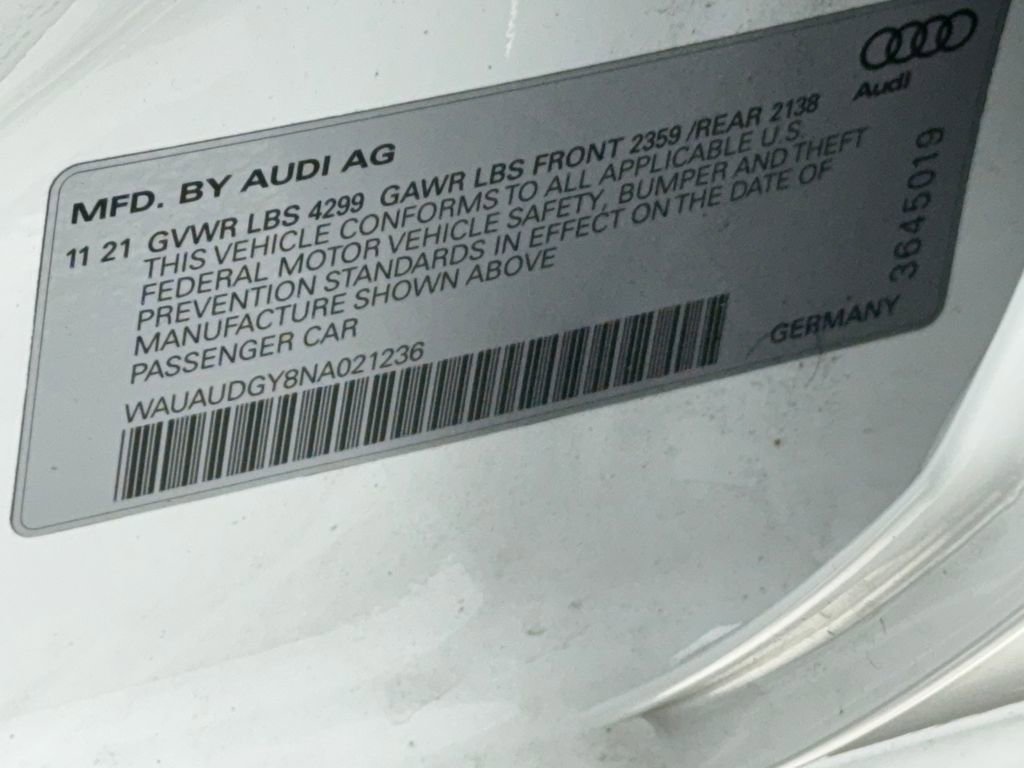 Audi
MFD. BY AUDI AG
11 21 GVWR LBS 4299 GAWR LBS FRONT 2359 /REAR 2138
THIS VEHICLE CONFORMS TO ALL APPLICABLE U.S.
FEDERAL MOTOR VEHICLE SAFETY, BUMPER AND THEFT
PREVENTION STANDARDS IN EFFECT ON THE DATE OF
MANUFACTURE SHOWN ABOVE
PASSENGER CAR
WAUAUDGY8NA021236
GERMANY
36445019